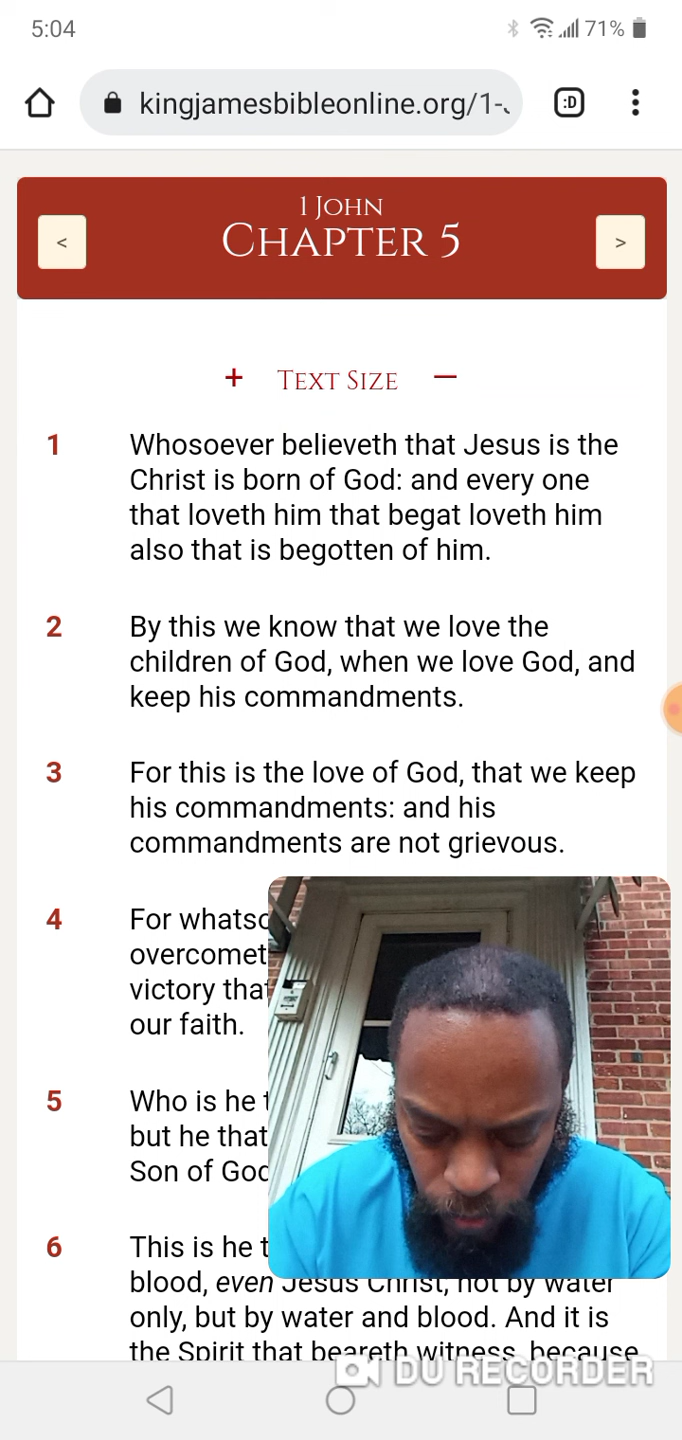 5:04
71%
kingjamesbibleonline.org/1-
:D
1 John
Chapter 5
<
>
+ Text Size −
1 Whosoever believeth that Jesus is the
Christ is born of God: and every one
that loveth him that begat loveth him
also that is begotten of him.
2 By this we know that we love the
children of God, when we love God, and
keep his commandments.
3 For this is the love of God, that we keep
his commandments: and his
commandments are not grievous.
4 For
our faith.
victory
5 Who is he
but he that
Son of
6 This is he
blood, even Jesus Christ, not by water
only, but by water and blood. And it is
the Spirit that beareth witness, because
DU RECORDER